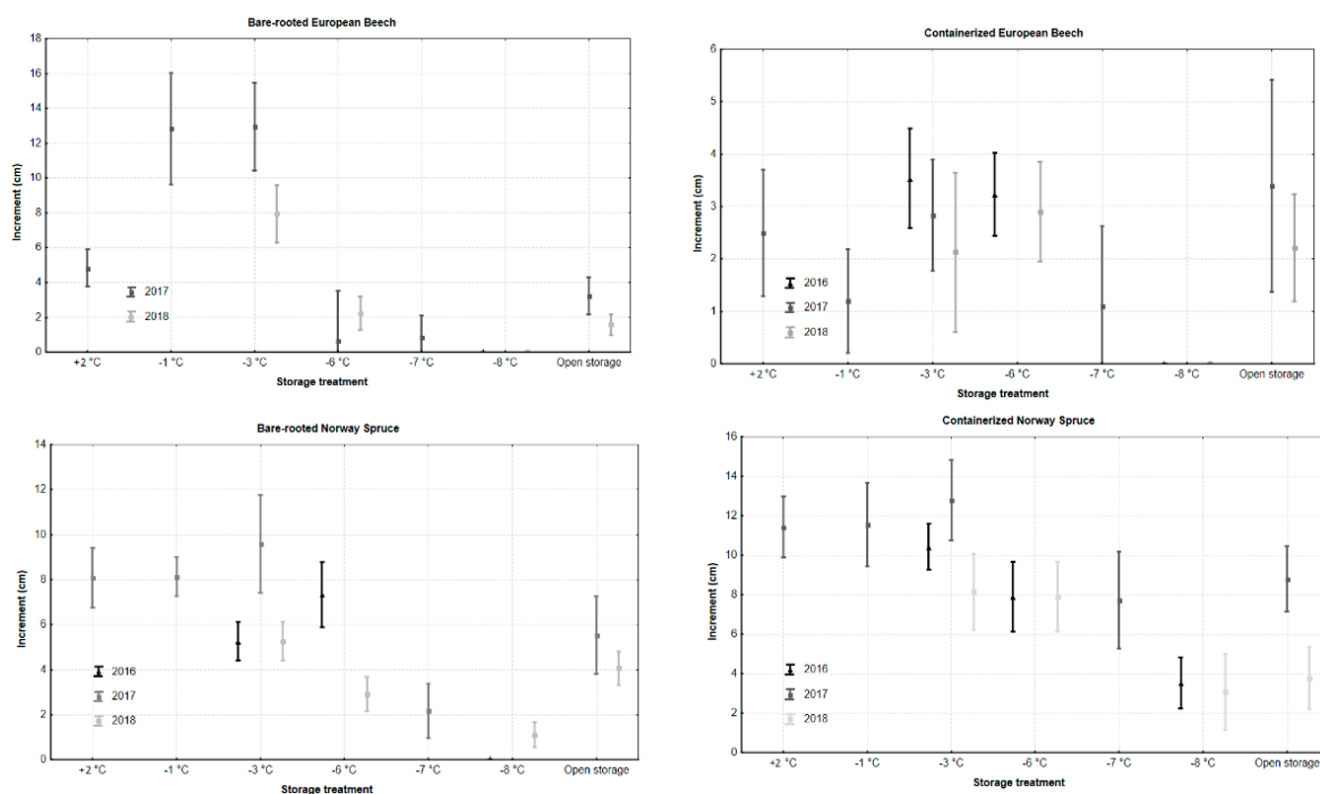 Bare-rooted European Beech
18
16
14
12
10
8
6
4
2
0
Increment (cm)
2017
2018
+2 °C -1 °C -3 °C -6 °C -7 °C -8 °C Open storage
Storage treatment
Containerized European Beech
6
5
4
3
2
1
0
Increment (cm)
2016
2017
2018
+2 °C -1 °C -3 °C -6 °C -7 °C -8 °C Open storage
Storage treatment
Bare-rooted Norway Spruce
14
12
10
8
6
4
2
0
Increment (cm)
2016
2017
2018
+2 °C -1 °C -3 °C -6 °C -7 °C -8 °C Open storage
Storage treatment
Containerized Norway Spruce
16
14
12
10
8
6
4
2
0
Increment (cm)
2016
2017
2018
+2 °C -1 °C -3 °C -6 °C -7 °C -8 °C Open storage
Storage treatment